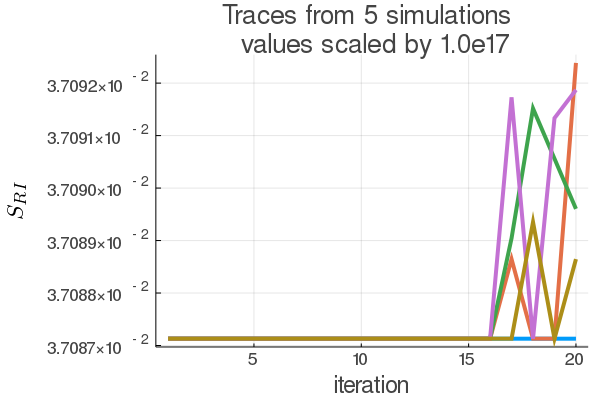 Traces from 5 simulations
values scaled by 1.0e17
3.7092×10⁻²
3.7091×10⁻²
3.7090×10⁻²
3.7089×10⁻²
3.7088×10⁻²
3.7087×10⁻²
S_RI
5 10 15 20
iteration